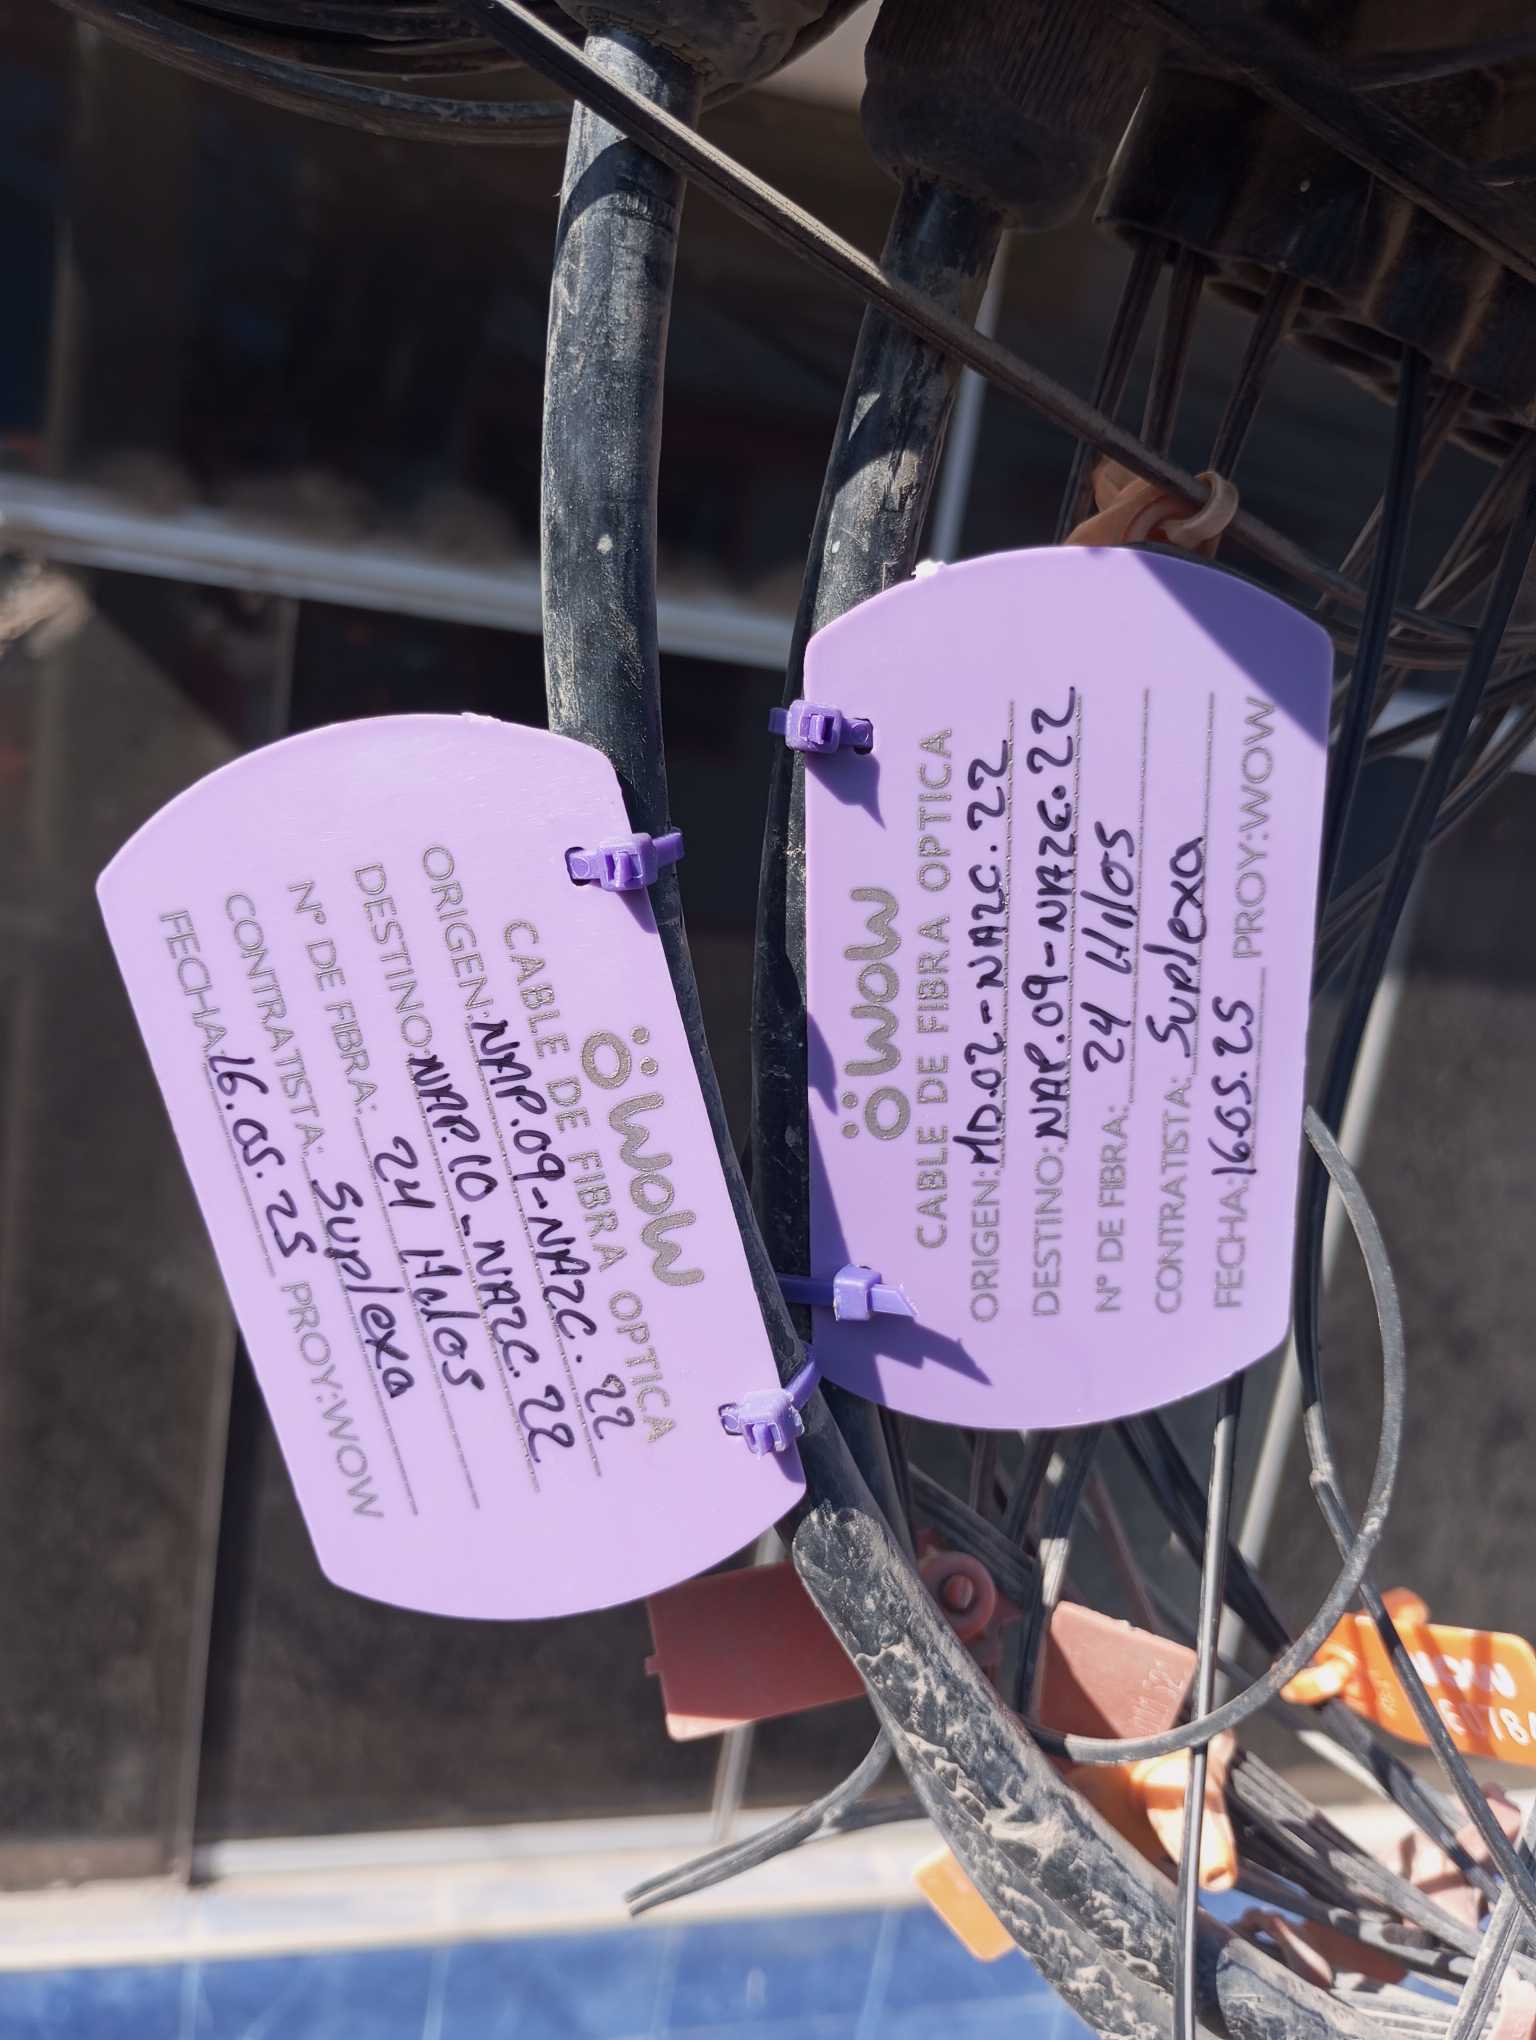 wow
CABLE DE FIBRA OPTICA
ORIGEN: NAP.09-NAZC.22
DESTINO: NAP.10-NAZC.22
N° DE FIBRA: 24 Hilos
CONTRATISTA: Suplexa
FECHA: 16.05.25 PROY: WOW
wow
CABLE DE FIBRA OPTICA
ORIGEN: MD.02-NAZC.22
DESTINO: NAP.09-NAZC.22
N° DE FIBRA: 24 Hilos
CONTRATISTA: Suplexa
FECHA: 16.05.25 PROY: WOW